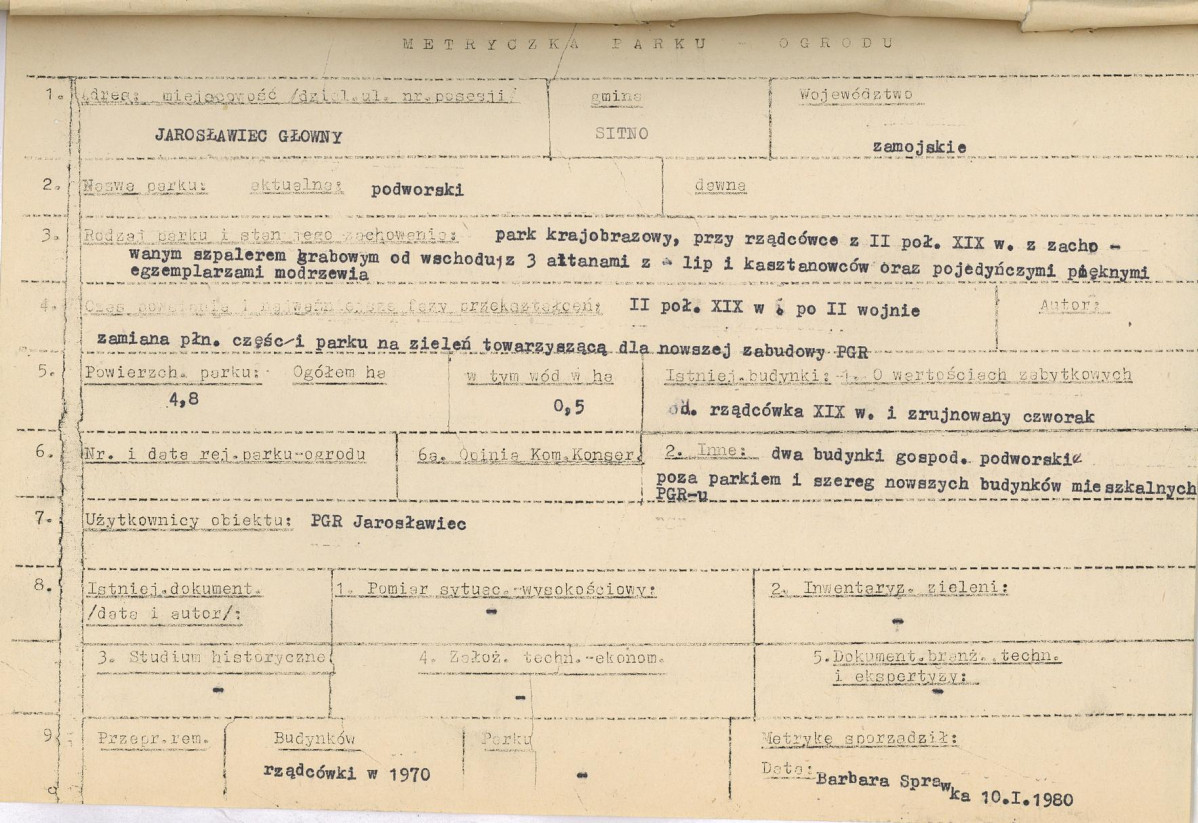 METRYCZKA PARKU - OGRODU
1. Adres: miejscowość /dział.ul. nr.posesji/ gmina Województwo
JAROSŁAWIEC GŁOWNY SITNO zamojskie
2. Nazwa parku: aktualna: podworski dawna
3. Rodzaj parku i stan jego zachowania: park krajobrazowy, przy rządcówce z II poł. XIX w. z zacho -
wanym szpalerem grabowym od wschodu, z 3 altanami z - lip i kasztanowców oraz pojedyńczymi pięknymi
egzemplarzami modrzewia
4. Czas powstania i najważniejsze fazy przekształceń: II poł. XIX w i po II wojnie Autor:
zamiana płn. części parku na zieleń towarzyszącą dla nowszej zabudowy PGR
5. Powierzch. parku: Ogółem ha w tym wód w ha Istniej.budynki: 1. O wartościach zabytkowych
4,8 0,5 od. rządcówka XIX w. i zrujnowany czworak
6. Nr. i data rej.parku-ogrodu 6a. Opinia Kom.Konser. 2. Inne: dwa budynki gospod. podworskie
poza parkiem i szereg nowszych budynków mieszkalnych
PGR-u
7. Użytkownicy obiektu: PGR Jarosławiec
8. Istniej.dokument. 1. Pomiar sytuac.-wysokościowy: 2. Inwentaryz. zieleni:
/data i autor/: - -
3. Studium historyczne 4. Założ. techn.-ekonom. 5.Dokument.branż. techn.
i ekspertyzy:
- - -
9 Przepr.rem. Budynków Parku Metrykę sporządził:
rządcówki w 1970 - Data: Barbara Sprawka 10.I.1980